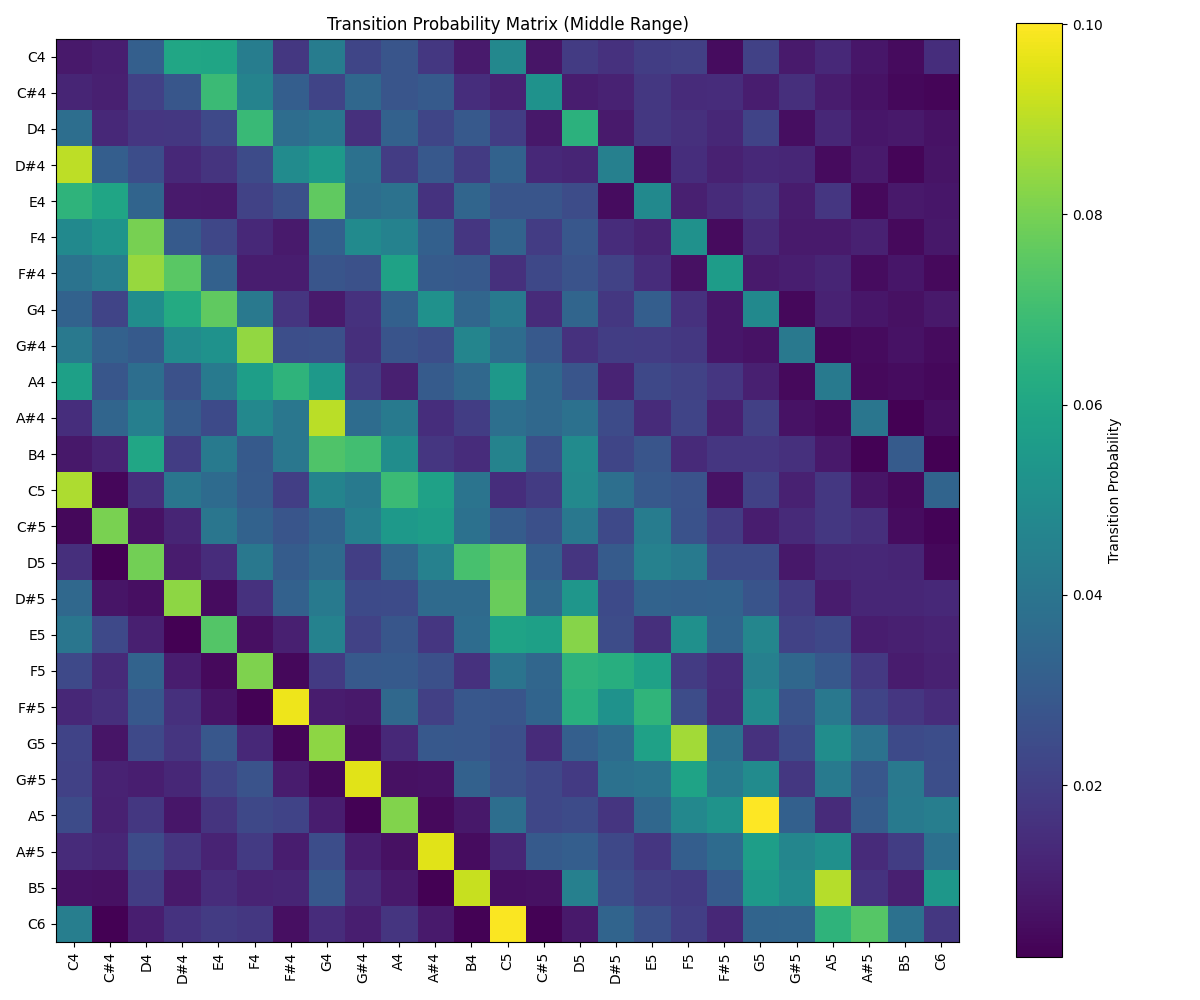 Transition Probability Matrix (Middle Range)
C4
C#4
D4
D#4
E4
F4
F#4
G4
G#4
A4
A#4
B4
C5
C#5
D5
D#5
E5
F5
F#5
G5
G#5
A5
A#5
B5
C6
C4 C#4 D4 D#4 E4 F4 F#4 G4 G#4 A4 A#4 B4 C5 C#5 D5 D#5 E5 F5 F#5 G5 G#5 A5 A#5 B5 C6
0.10
0.08
0.06
0.04
0.02
Transition Probability